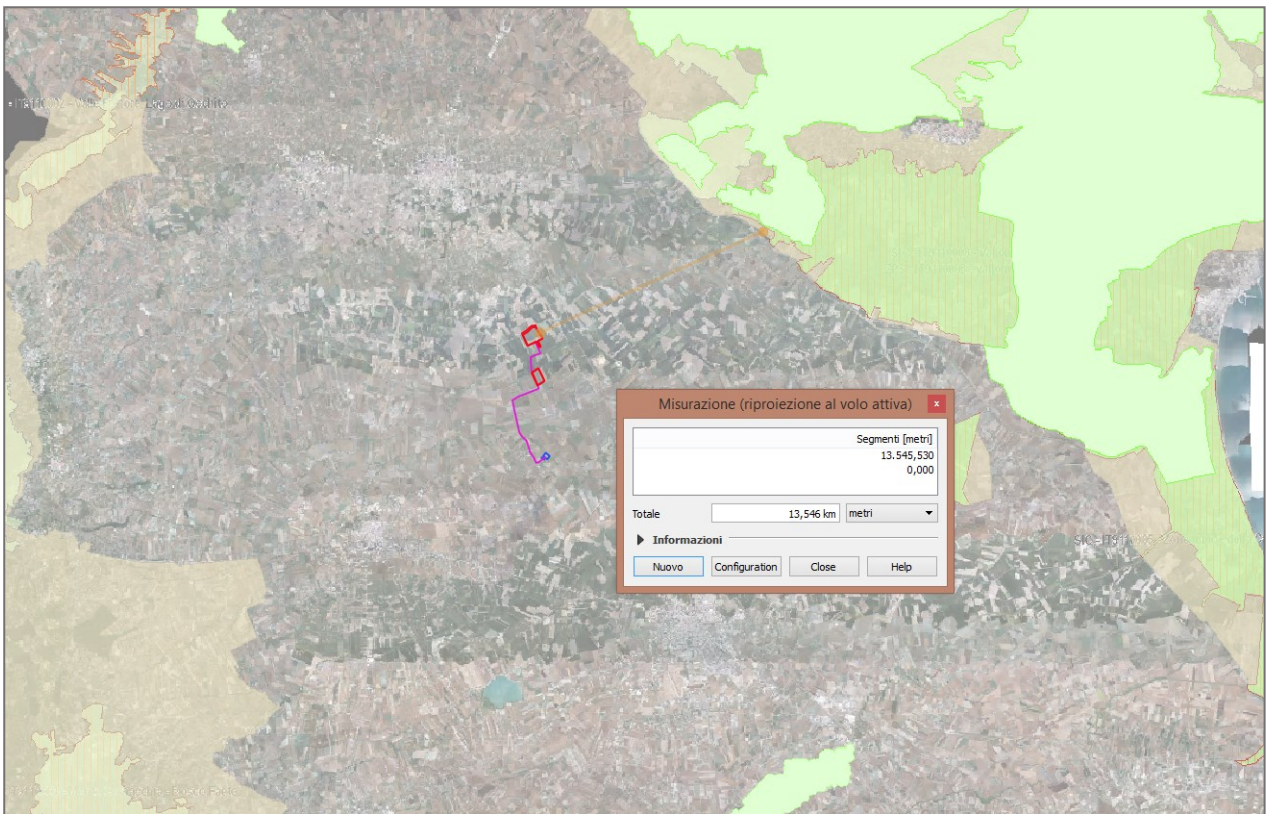 Misurazione (riproiezione al volo attiva)
x
Segmenti [metri]
13.545,530
0,000
Totale
13,546 km
metri
Informazioni
Nuovo
Configuration
Close
Help